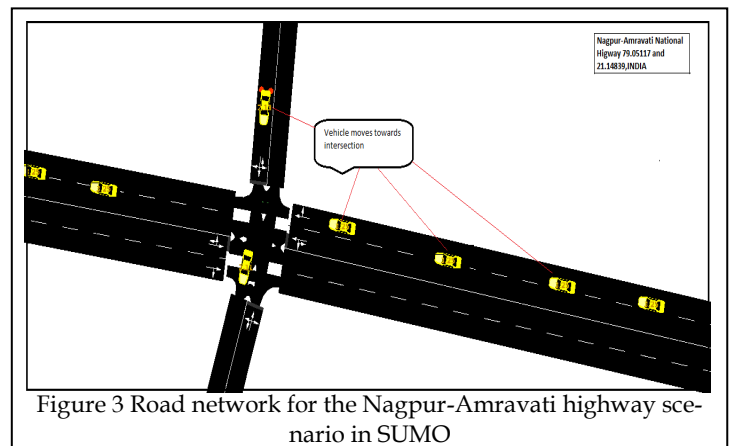 Nagpur-Amravati National
Higway 79.05117 and
21.14839,INDIA
Vehicle moves towards
intersection
Figure 3 Road network for the Nagpur-Amravati highway sce-
nario in SUMO